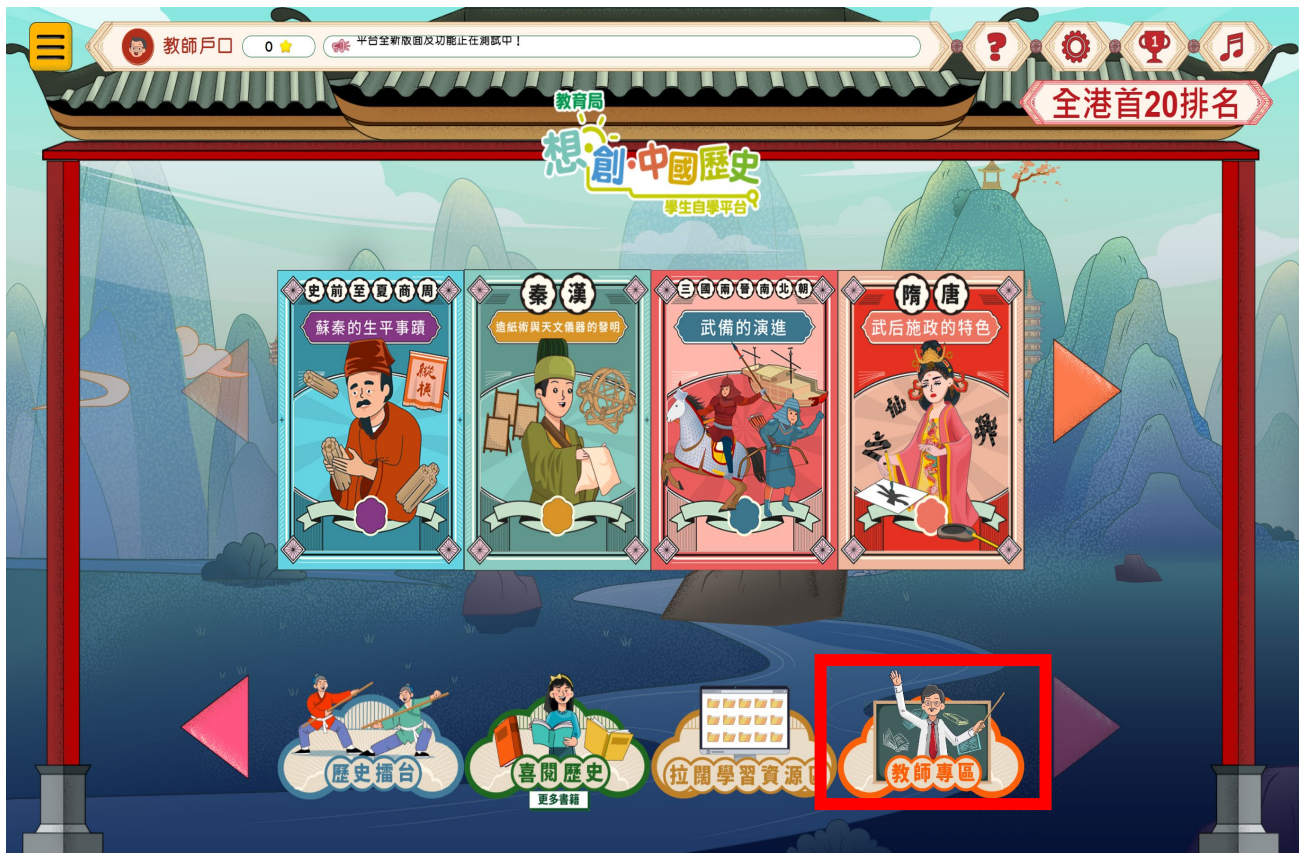 教師戶口
0
平台全新版面及功能正在測試中！
?
1
全港首20排名
教育局
想・創・中國歷史
學生自學平台
史前至夏商周
蘇秦的生平事蹟
縱橫
秦漢
造紙術與天文儀器的發明
三國兩晉南北朝
武備的演進
隋唐
武后施政的特色
歷史擂台
喜閱歷史
更多書籍
拉闊學習資源
教師專區